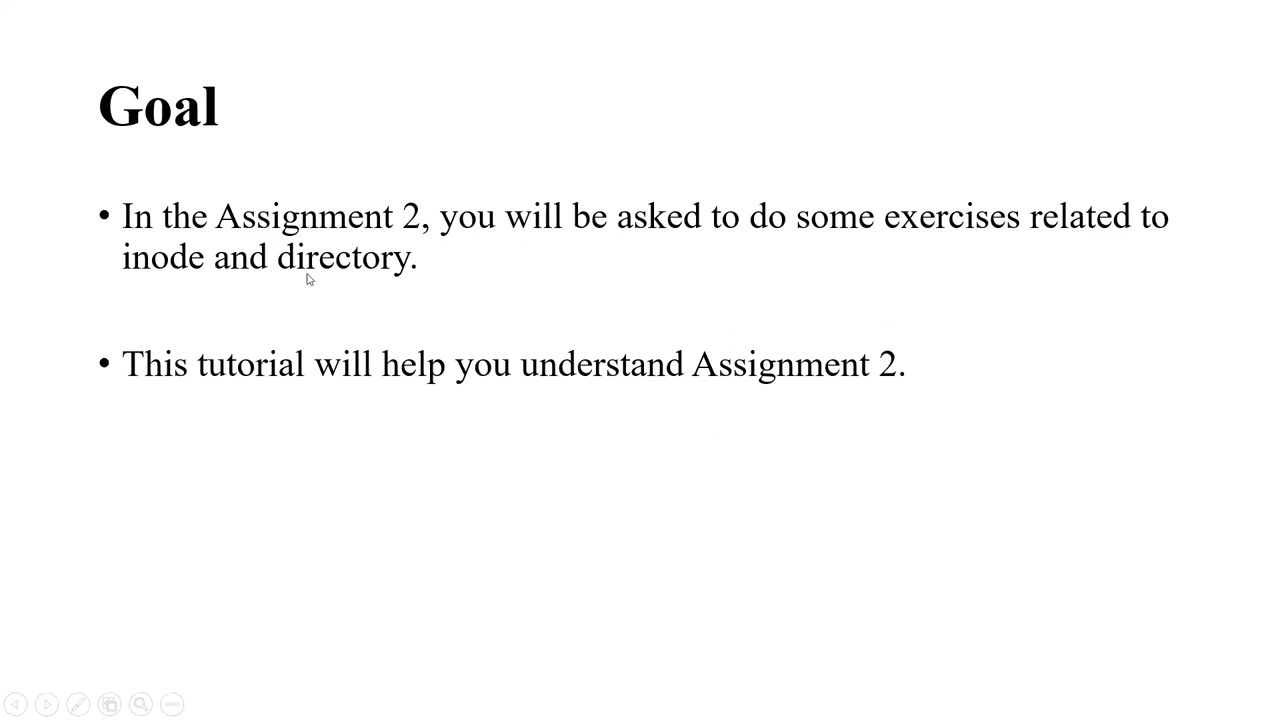 Goal
• In the Assignment 2, you will be asked to do some exercises related to
inode and directory.
• This tutorial will help you understand Assignment 2.